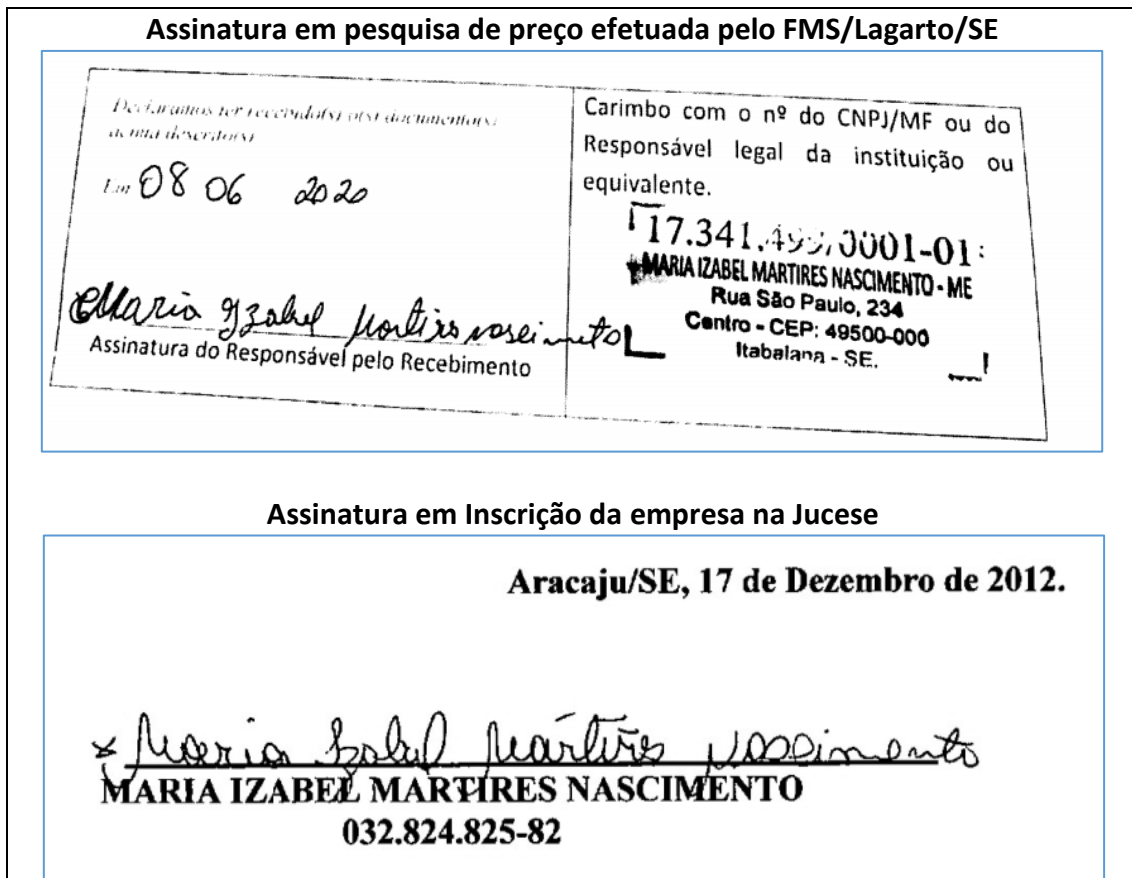 Assinatura em pesquisa de preço efetuada pelo FMS/Lagarto/SE
Declaramos ter recebido(s) o(s) documento(s)
acima descrito(s)
Em 08 06 2020
Maria Izabel Martires nascimento
Assinatura do Responsável pelo Recebimento
Carimbo com o nº do CNPJ/MF ou do
Responsável legal da instituição ou
equivalente.
17.341.499/0001-01
MARIA IZABEL MARTIRES NASCIMENTO - ME
Rua São Paulo, 234
Centro - CEP: 49500-000
Itabaiana - SE.
Assinatura em Inscrição da empresa na Jucese
Aracaju/SE, 17 de Dezembro de 2012.
x Maria Izabel Mártires Nascimento
MARIA IZABEL MARTIRES NASCIMENTO
032.824.825-82